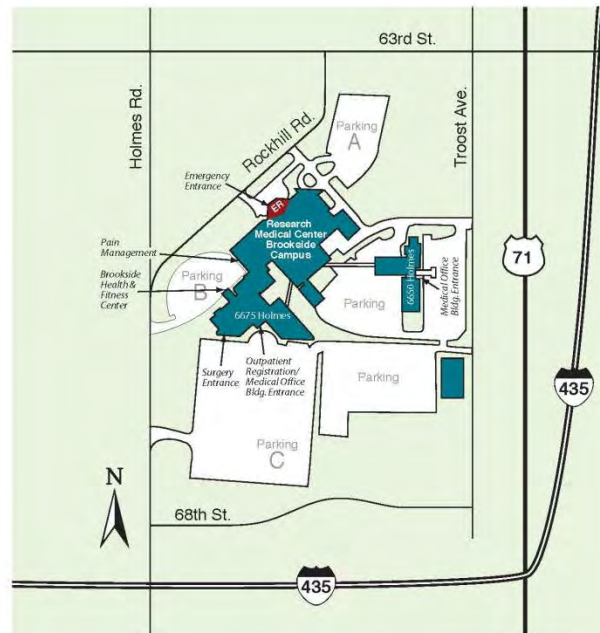 63rd St.
Holmes Rd.
Rockhill Rd.
Troost Ave.
Parking
A
Emergency
Entrance
ER
Research
Medical Center
Brookside
Campus
Pain
Management
Brookside
Health &
Fitness
Center
Parking
B
6650 Holmes
Medical Office
Bldg. Entrance
71
Parking
6675 Holmes
Surgery
Entrance
Outpatient
Registration/
Medical Office
Bldg. Entrance
Parking
435
Parking
C
N
68th St.
435